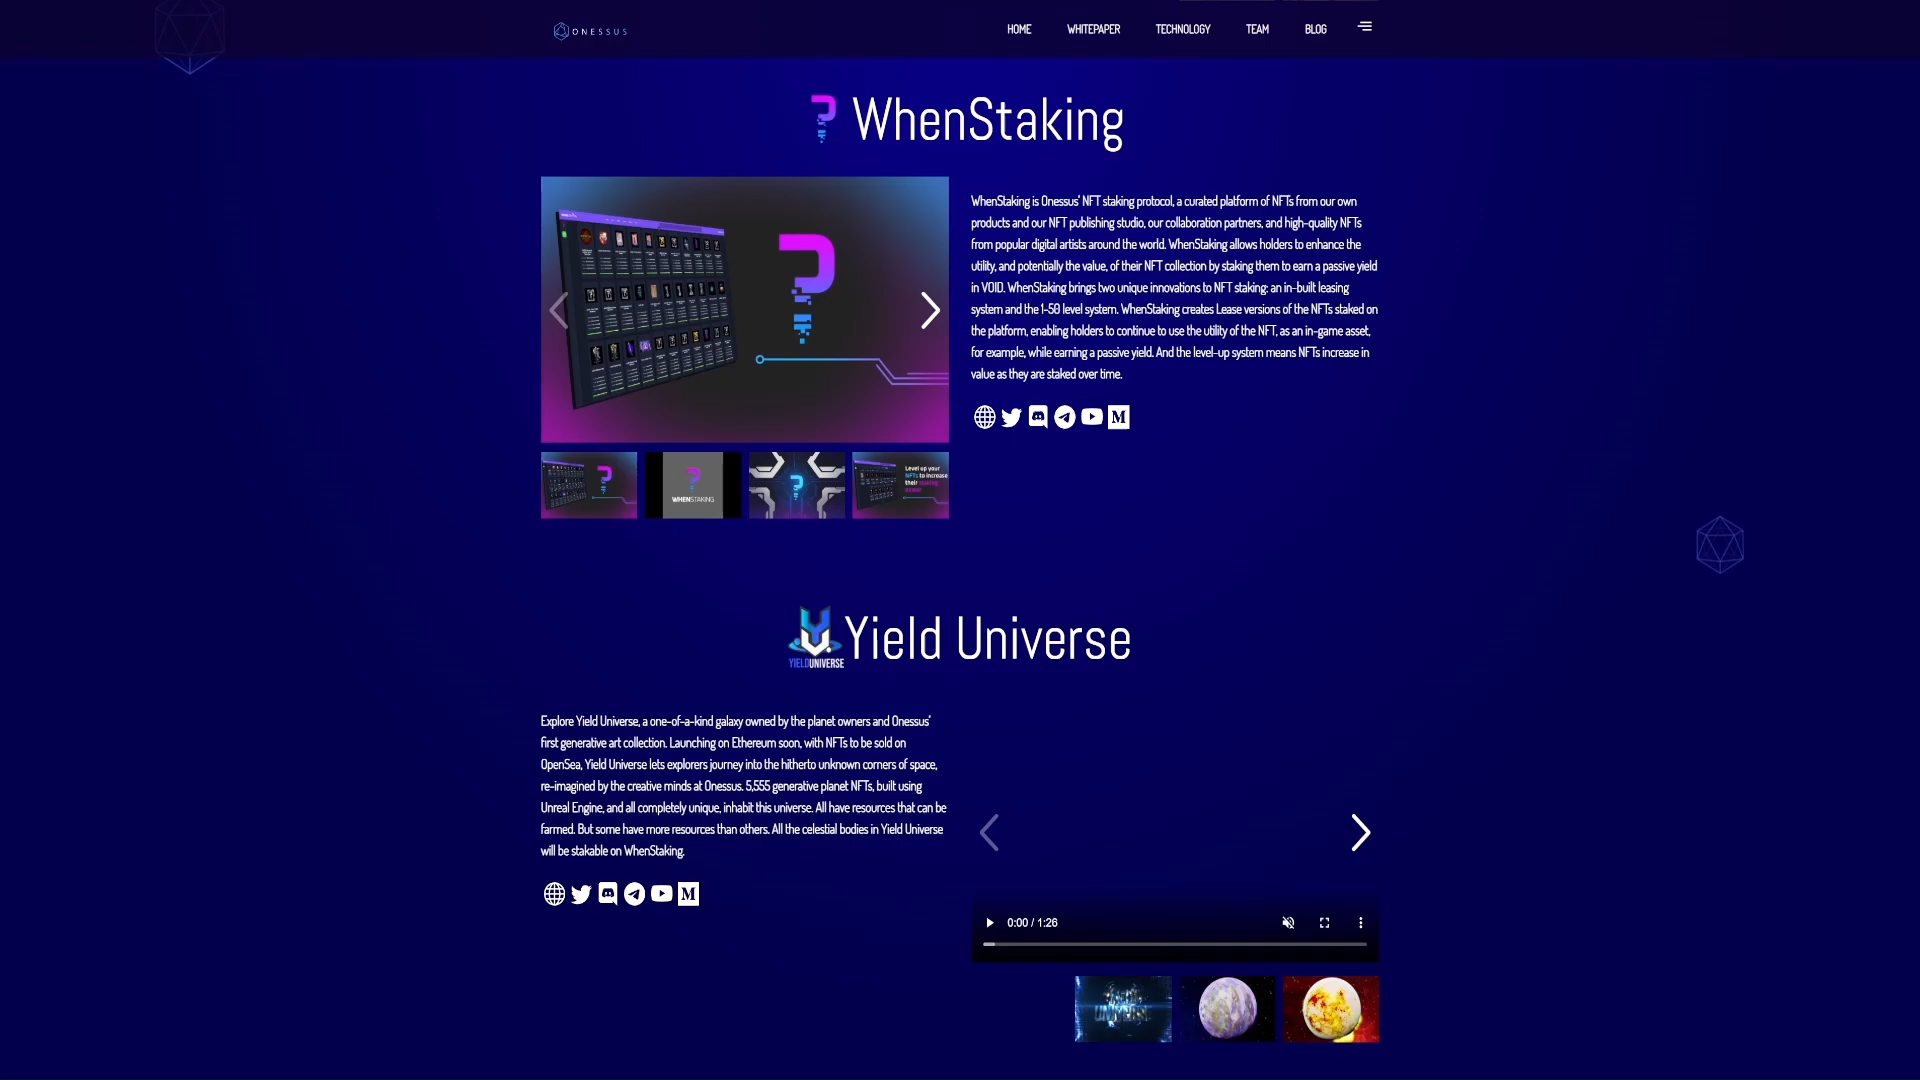 ONESSUS
HOME
WHITEPAPER
TECHNOLOGY
TEAM
BLOG
WhenStaking
WhenStaking is Onessus' NFT staking protocol, a curated platform of NFTs from our own
products and our NFT publishing studio, our collaboration partners, and high-quality NFTs
from popular digital artists around the world. WhenStaking allows holders to enhance the
utility, and potentially the value, of their NFT collection by staking them to earn a passive yield
in VOID. WhenStaking brings two unique innovations to NFT staking: an in-built leasing
system and the 1-50 level system. WhenStaking creates Lease versions of the NFTs staked on
the platform, enabling holders to continue to use the utility of the NFT, as an in-game asset,
for example, while earning a passive yield. And the level-up system means NFTs increase in
value as they are staked over time.
WHENSTAKING
Level up your
NFTs to increase
their staking
power
Yield Universe
YIELDUNIVERSE
Explore Yield Universe, a one-of-a-kind galaxy owned by the planet owners and Onessus'
first generative art collection. Launching on Ethereum soon, with NFTs to be sold on
OpenSea, Yield Universe lets explorers journey into the hitherto unknown corners of space,
re-imagined by the creative minds at Onessus. 5,555 generative planet NFTs, built using
Unreal Engine, and all completely unique, inhabit this universe. All have resources that can be
farmed. But some have more resources than others. All the celestial bodies in Yield Universe
will be stakable on WhenStaking.
0:00 / 1:26
UNIVERSE